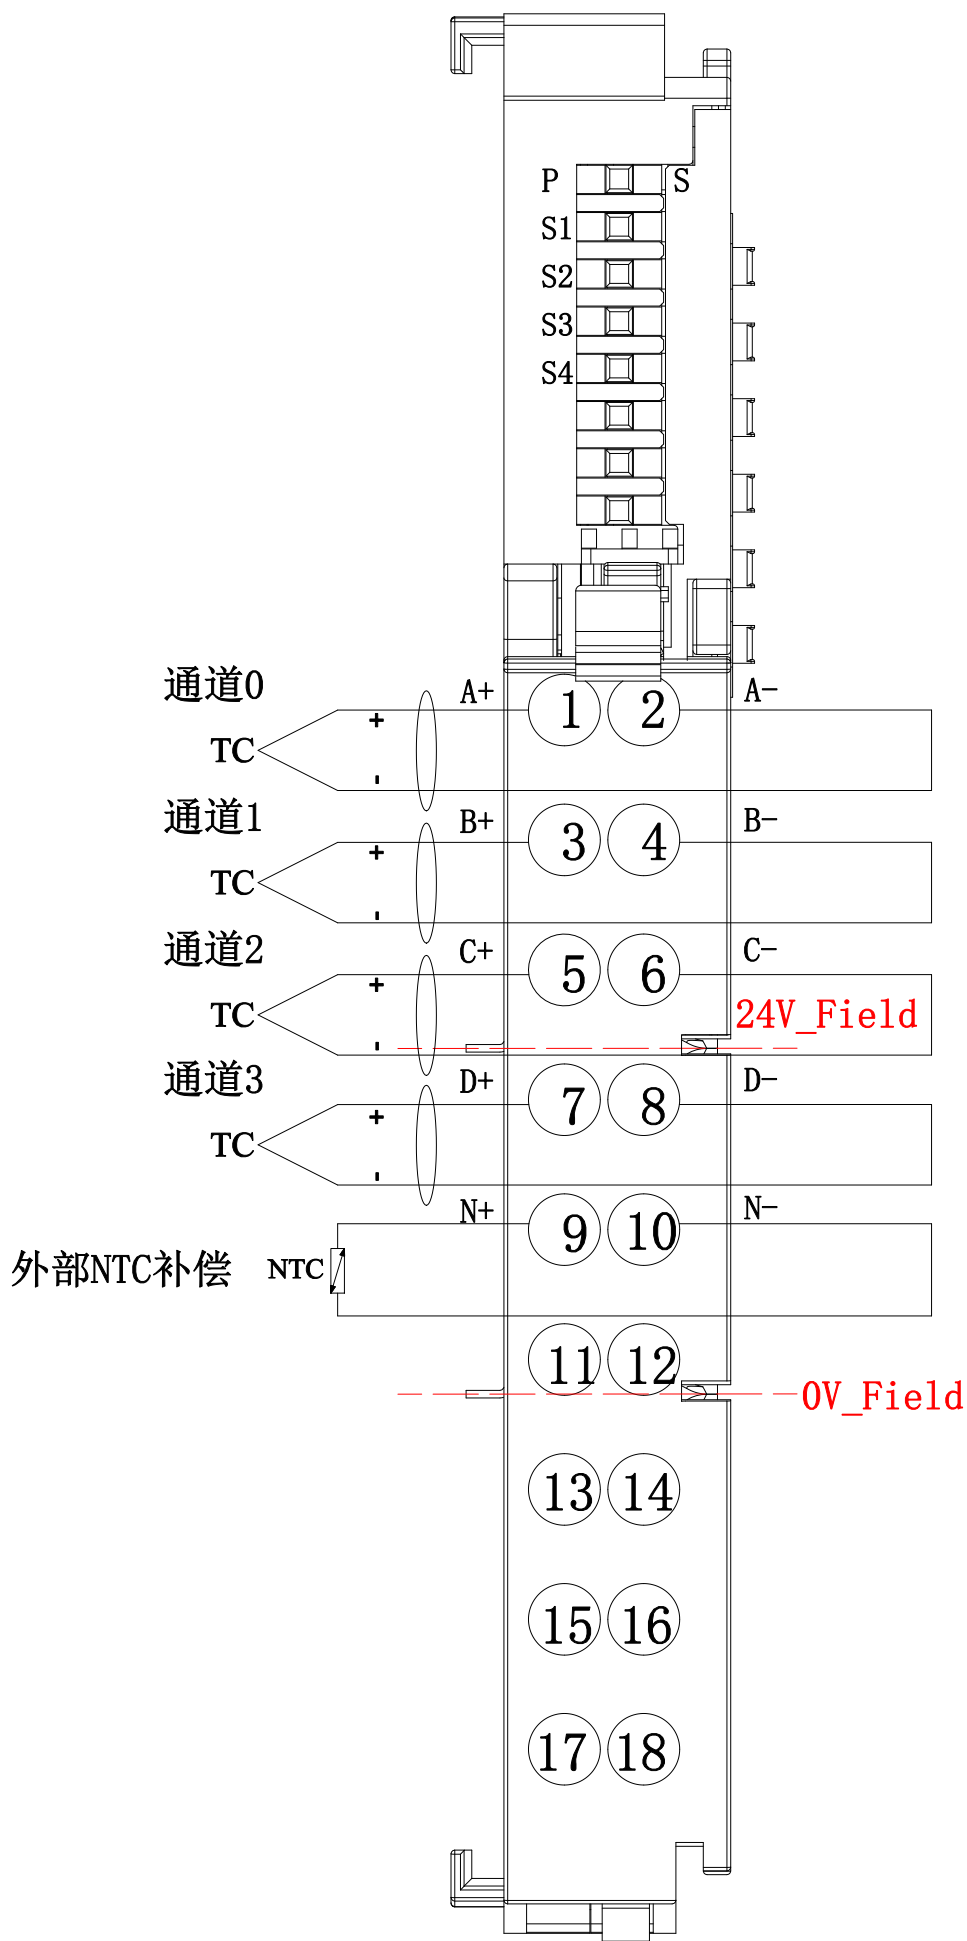 P S
S1
S2
S3
S4
通道0 A+ 1 2 A-
+
TC
-
通道1 B+ 3 4 B-
+
TC
-
通道2 C+ 5 6 C-
+
TC 24V_Field
-
通道3 D+ 7 8 D-
+
TC
-
N+ 9 10 N-
外部NTC补偿 NTC
11 12
0V_Field
13 14
15 16
17 18